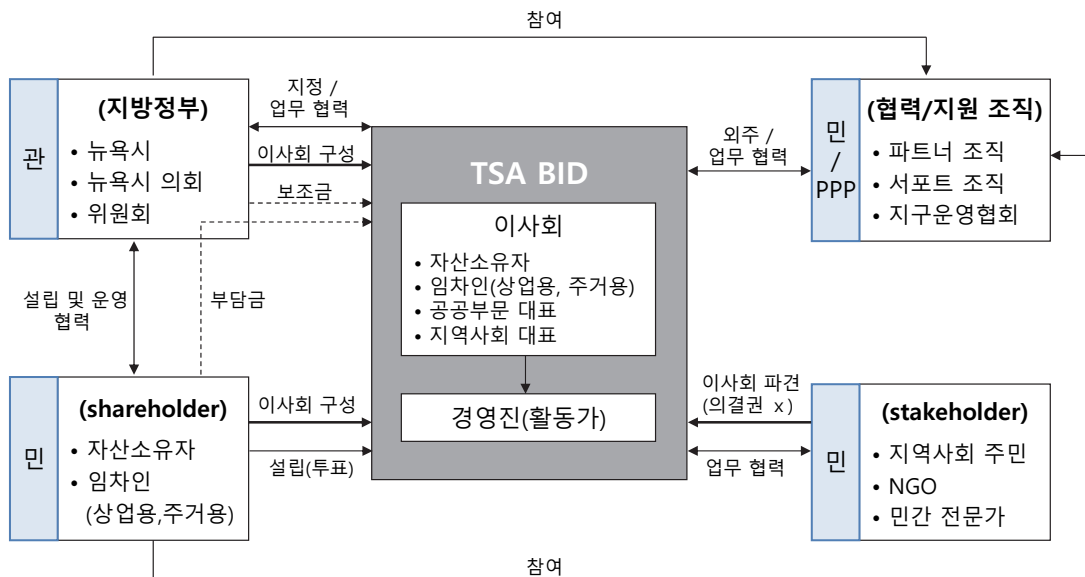 참여
관
(지방정부)
• 뉴욕시
• 뉴욕시 의회
• 위원회
지정 /
업무 협력
이사회 구성
보조금
부담금
설립 및 운영
협력
TSA BID
이사회
• 자산소유자
• 임차인(상업용, 주거용)
• 공공부문 대표
• 지역사회 대표
경영진(활동가)
외주 /
업무 협력
민
/
PPP
(협력/지원 조직)
• 파트너 조직
• 서포트 조직
• 지구운영협회
민
(shareholder)
• 자산소유자
• 임차인
(상업용,주거용)
이사회 구성
설립(투표)
이사회 파견
(의결권 x)
업무 협력
민
(stakeholder)
• 지역사회 주민
• NGO
• 민간 전문가
참여